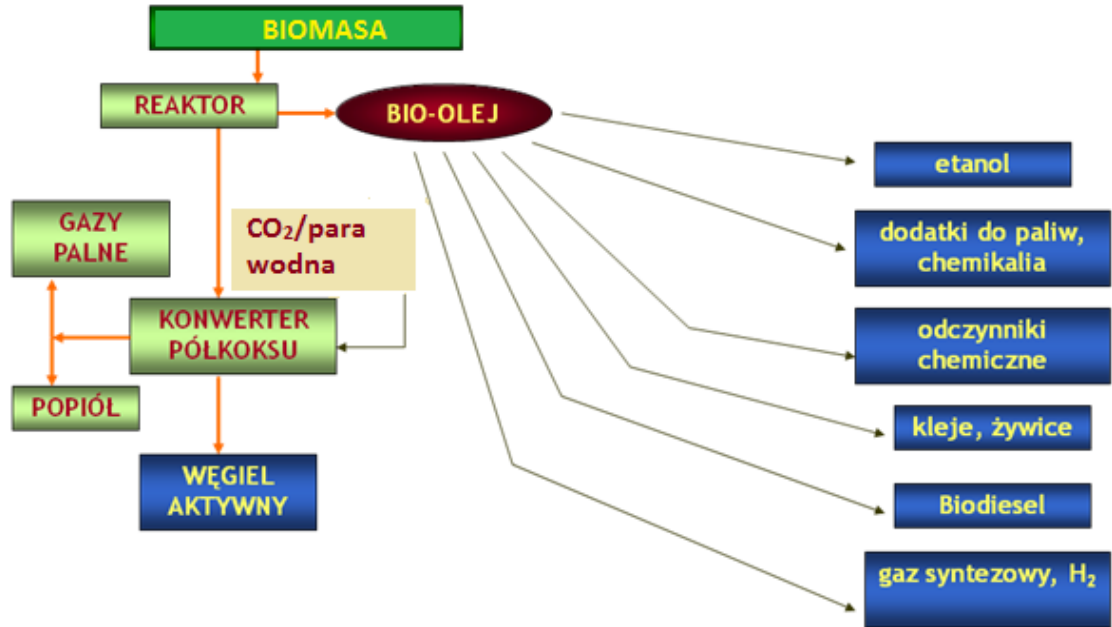 BIOMASA
REAKTOR
BIO-OLEJ
etanol
GAZY
PALNE
CO₂/para
wodna
dodatki do paliw,
chemikalia
KONWERTER
PÓŁKOKSU
odczynniki
chemiczne
POPIÓŁ
kleje, żywice
WĘGIEL
AKTYWNY
Biodiesel
gaz syntezowy, H₂